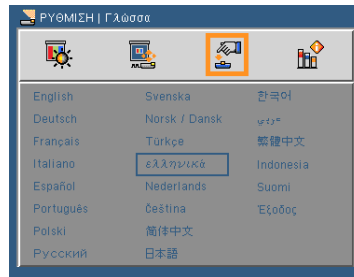 ΡΥΘΜΙΣΗ | Γλώσσα
English Svenska 한국어
Deutsch Norsk / Dansk
Français Türkçe 繁體中文
Italiano ελληνικά Indonesia
Español Nederlands Suomi
Português Čeština Έξοδος
Polski 简体中文
Русский 日本語